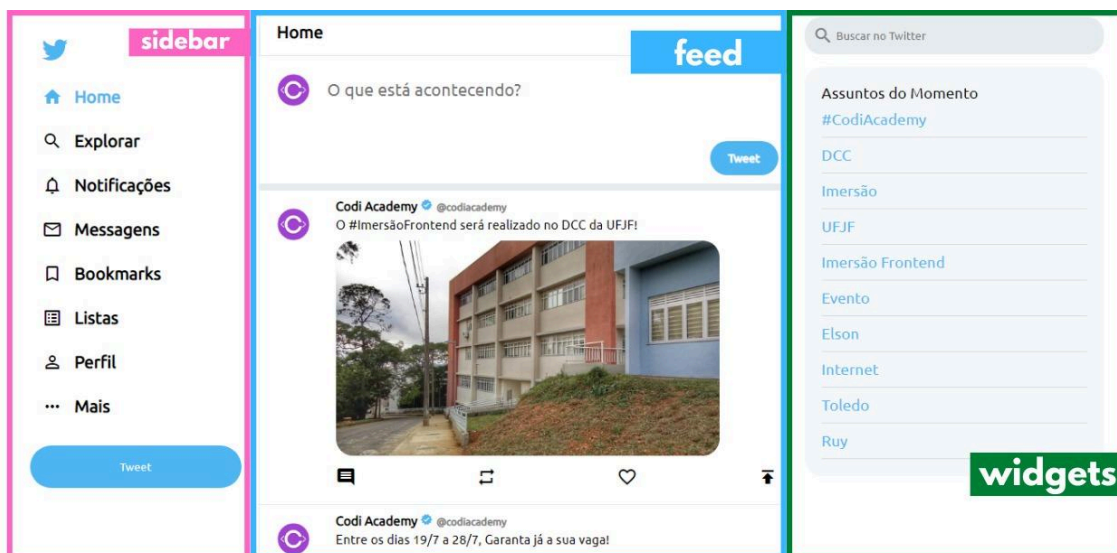 sidebar
Home
Explorar
Notificações
Messagens
Bookmarks
Listas
Perfil
Mais
Tweet
Home
feed
O que está acontecendo?
Tweet
Codi Academy @codiacademy
O #ImersãoFrontend será realizado no DCC da UFJF!
Codi Academy @codiacademy
Entre os dias 19/7 a 28/7, Garanta já a sua vaga!
Buscar no Twitter
Assuntos do Momento
#CodiAcademy
DCC
Imersão
UFJF
Imersão Frontend
Evento
Elson
Internet
Toledo
Ruy
widgets